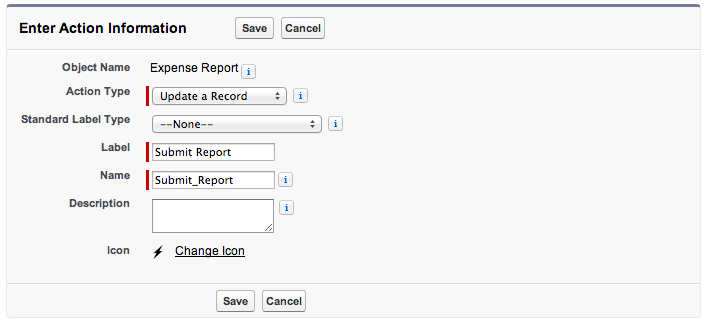 Enter Action Information Save Cancel
Object Name Expense Report i
Action Type Update a Record i
Standard Label Type --None-- i
Label Submit Report
Name Submit_Report i
Description i
Icon Change Icon
Save Cancel